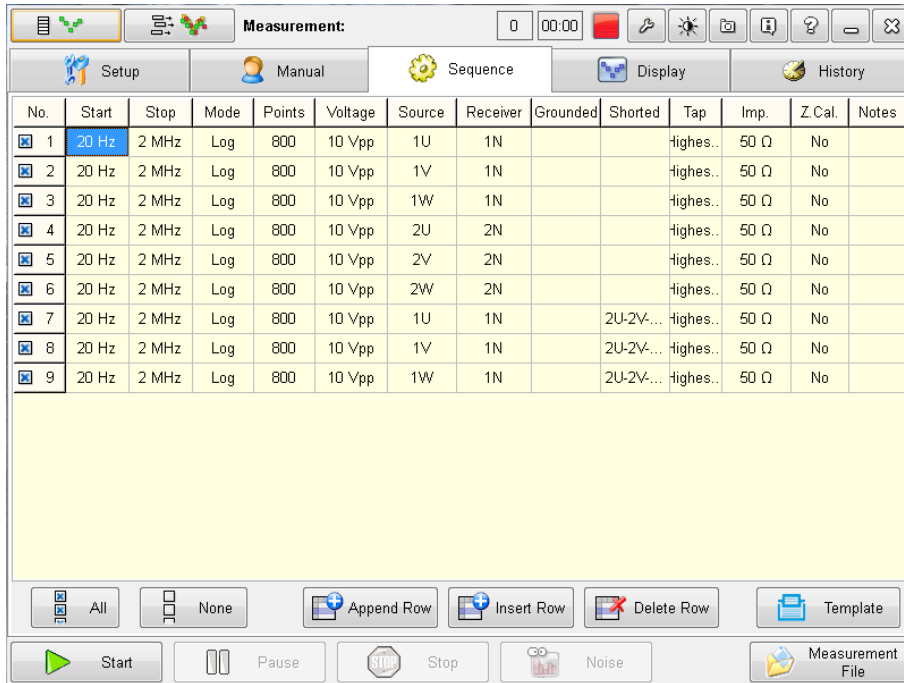 Measurement: 0 00:00
Setup Manual Sequence Display History
No. Start Stop Mode Points Voltage Source Receiver Grounded Shorted Tap Imp. Z.Cal. Notes
1 20 Hz 2 MHz Log 800 10 Vpp 1U 1N Highes.. 50 Ω No
2 20 Hz 2 MHz Log 800 10 Vpp 1V 1N Highes.. 50 Ω No
3 20 Hz 2 MHz Log 800 10 Vpp 1W 1N Highes.. 50 Ω No
4 20 Hz 2 MHz Log 800 10 Vpp 2U 2N Highes.. 50 Ω No
5 20 Hz 2 MHz Log 800 10 Vpp 2V 2N Highes.. 50 Ω No
6 20 Hz 2 MHz Log 800 10 Vpp 2W 2N Highes.. 50 Ω No
7 20 Hz 2 MHz Log 800 10 Vpp 1U 1N 2U-2V-... Highes.. 50 Ω No
8 20 Hz 2 MHz Log 800 10 Vpp 1V 1N 2U-2V-... Highes.. 50 Ω No
9 20 Hz 2 MHz Log 800 10 Vpp 1W 1N 2U-2V-... Highes.. 50 Ω No
All None Append Row Insert Row Delete Row Template
Start Pause STOP Stop Noise Measurement
File